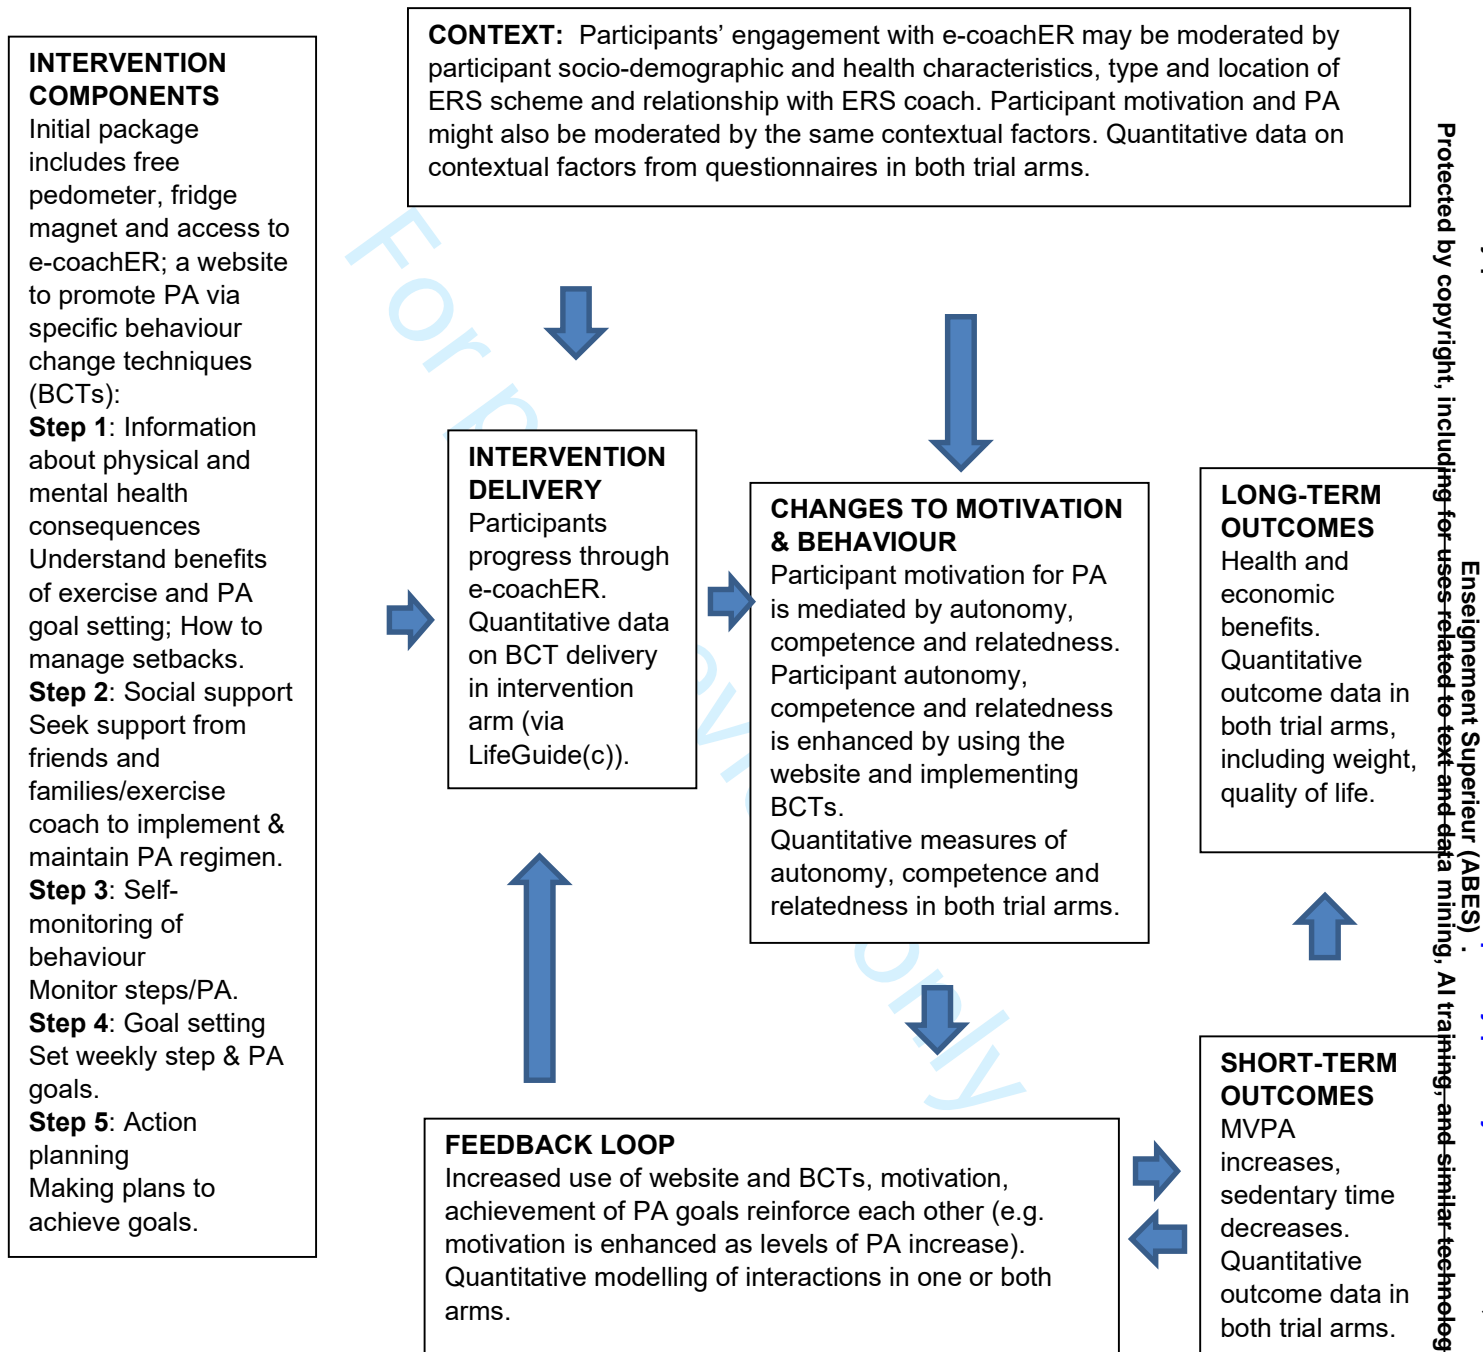 INTERVENTION
COMPONENTS
Initial package
includes free
pedometer, fridge
magnet and access to
e-coachER; a website
to promote PA via
specific behaviour
change techniques
(BCTs):
Step 1: Information
about physical and
mental health
consequences
Understand benefits
of exercise and PA
goal setting; How to
manage setbacks.
Step 2: Social support
Seek support from
friends and
families/exercise
coach to implement &
maintain PA regimen.
Step 3: Self-
monitoring of
behaviour
Monitor steps/PA.
Step 4: Goal setting
Set weekly step & PA
goals.
Step 5: Action
planning
Making plans to
achieve goals.
CONTEXT: Participants’ engagement with e-coachER may be moderated by
participant socio-demographic and health characteristics, type and location of
ERS scheme and relationship with ERS coach. Participant motivation and PA
might also be moderated by the same contextual factors. Quantitative data on
contextual factors from questionnaires in both trial arms.
INTERVENTION
DELIVERY
Participants
progress through
e-coachER.
Quantitative data
on BCT delivery
in intervention
arm (via
LifeGuide(c)).
CHANGES TO MOTIVATION
& BEHAVIOUR
Participant motivation for PA
is mediated by autonomy,
competence and relatedness.
Participant autonomy,
competence and relatedness
is enhanced by using the
website and implementing
BCTs.
Quantitative measures of
autonomy, competence and
relatedness in both trial arms.
LONG-TERM
OUTCOMES
Health and
economic
benefits.
Quantitative
outcome data in
both trial arms,
including weight,
quality of life.
FEEDBACK LOOP
Increased use of website and BCTs, motivation,
achievement of PA goals reinforce each other (e.g.
motivation is enhanced as levels of PA increase).
Quantitative modelling of interactions in one or both
arms.
SHORT-TERM
OUTCOMES
MVPA
increases,
sedentary time
decreases.
Quantitative
outcome data in
both trial arms.
For only
Enseignement Superieur (ABES) .
Protected by copyright, including for uses related to text and data mining, AI training, and similar technolog